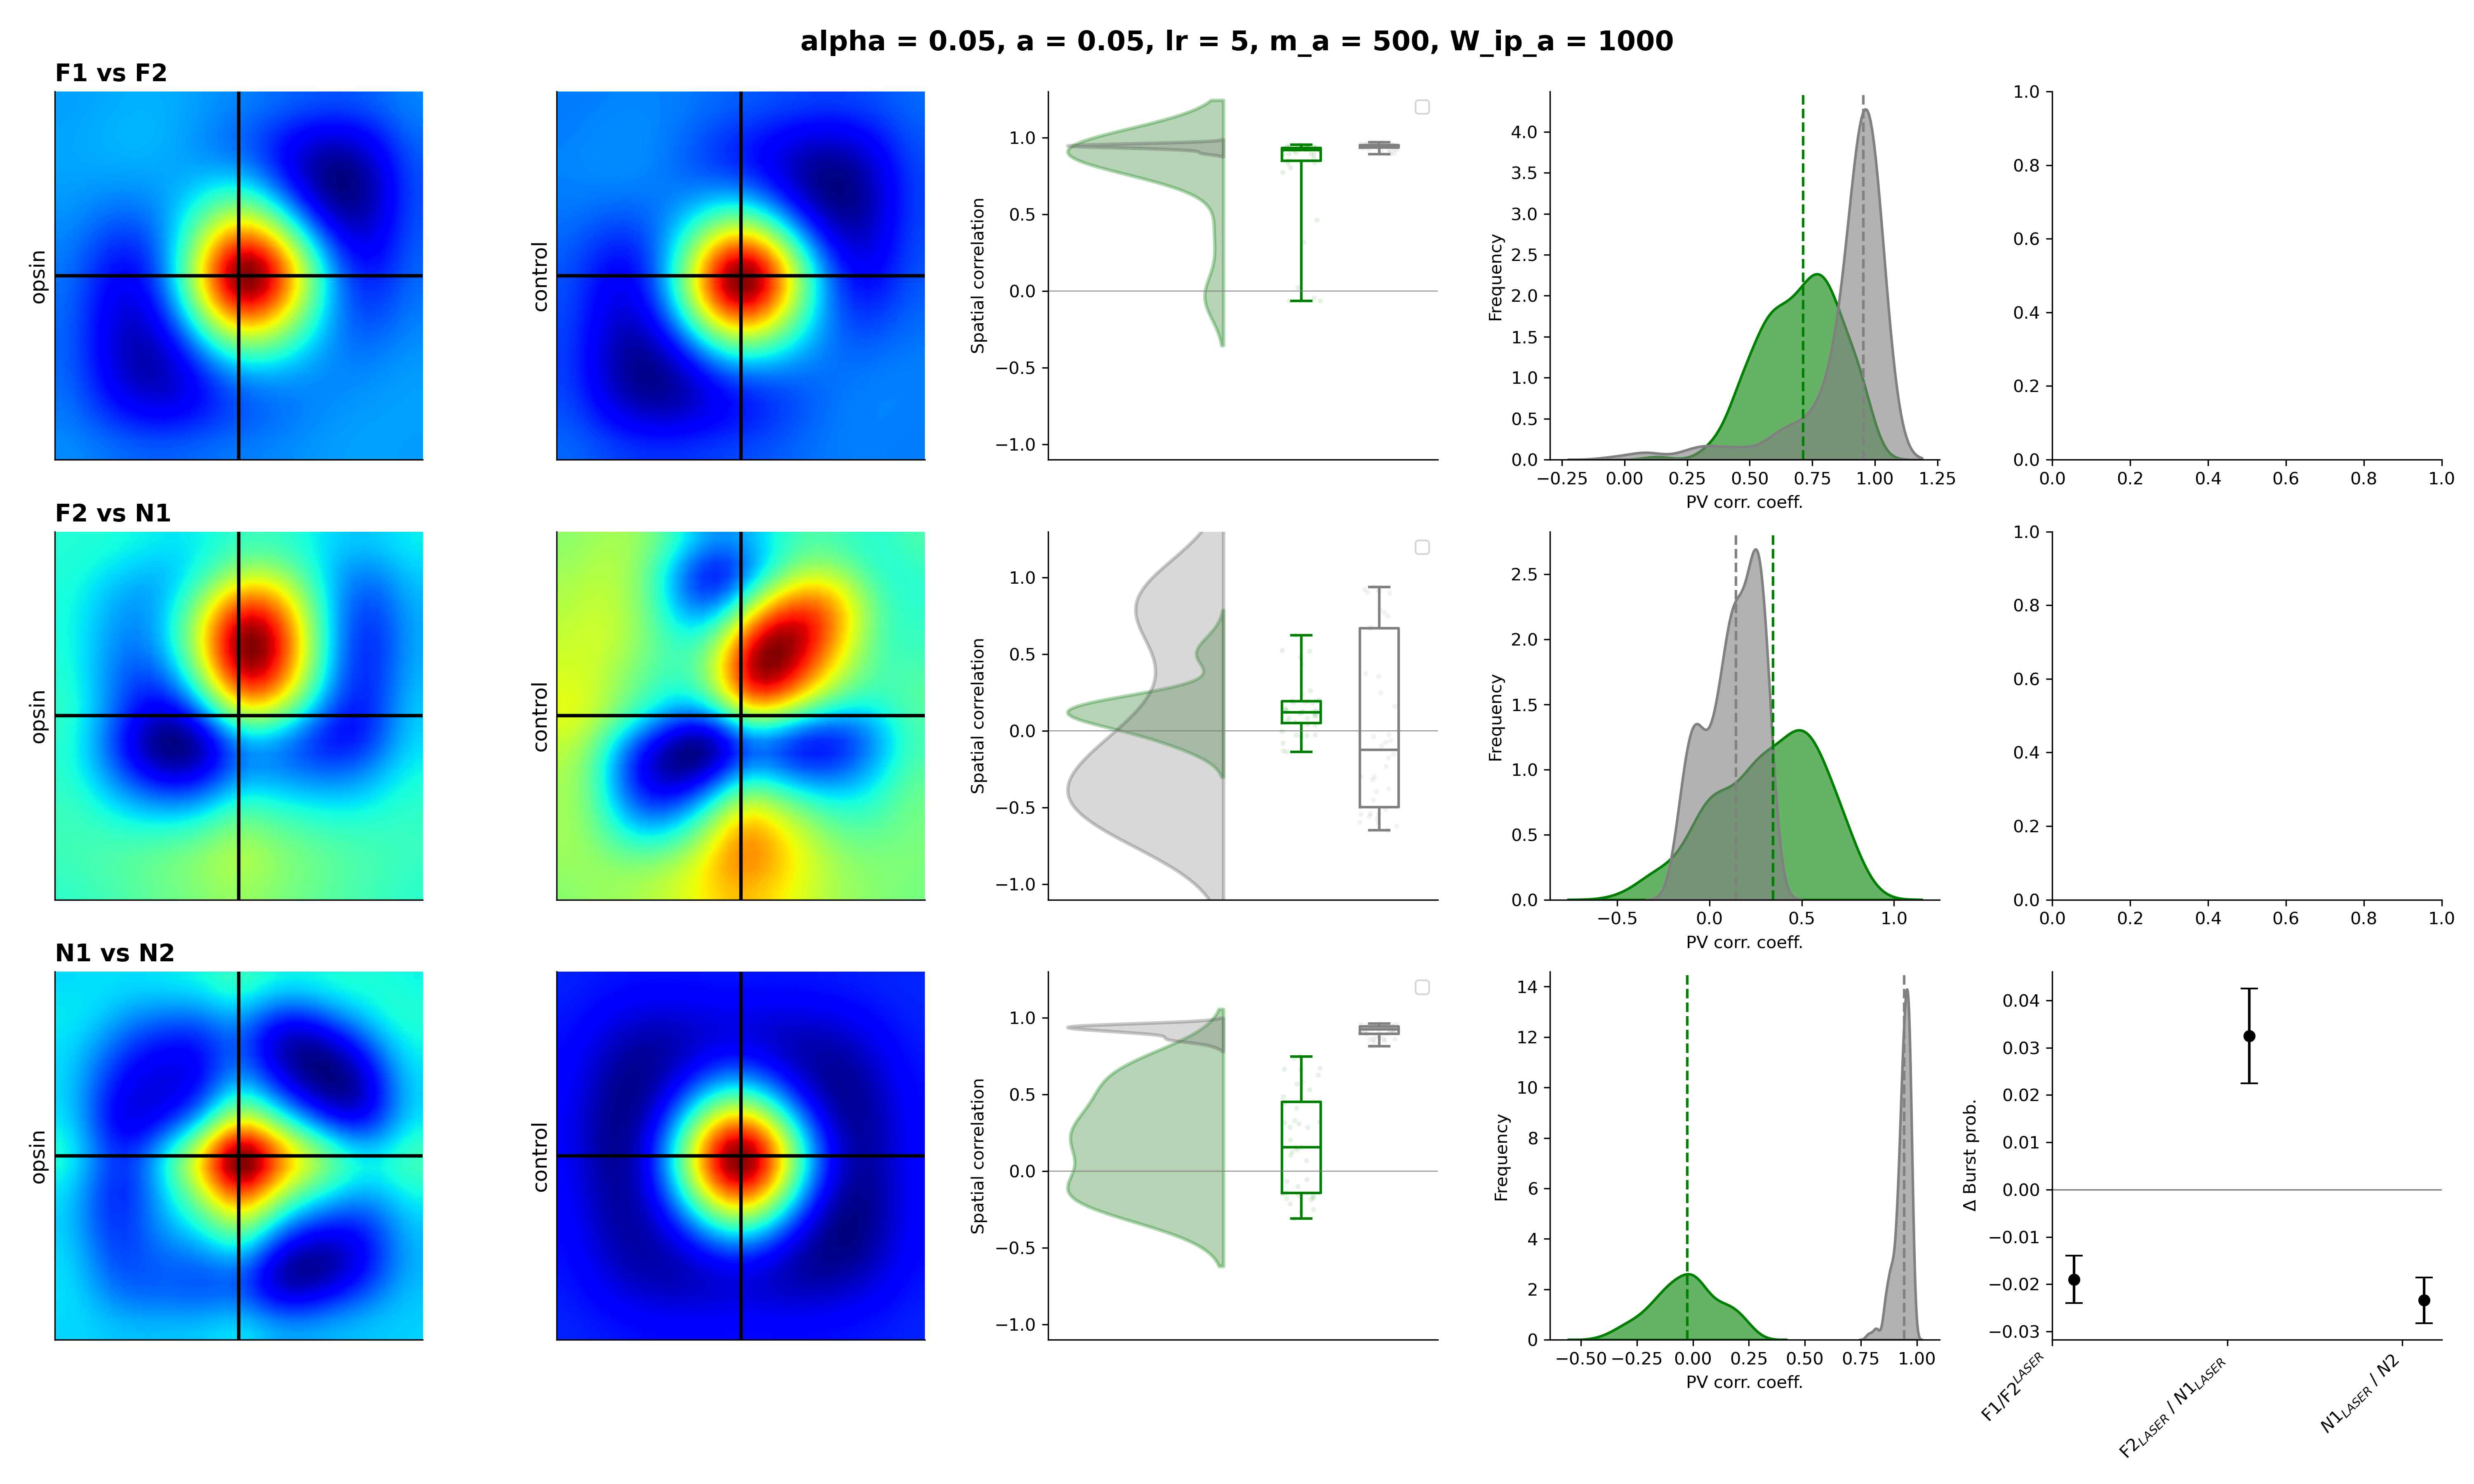 alpha = 0.05, a = 0.05, lr = 5, m_a = 500, W_ip_a = 1000
F1 vs F2
opsin
control
Spatial correlation
1.0
0.5
0.0
−0.5
−1.0
Frequency
4.0
3.5
3.0
2.5
2.0
1.5
1.0
0.5
0.0
−0.25 0.00 0.25 0.50 0.75 1.00 1.25
PV corr. coeff.
1.0
0.8
0.6
0.4
0.2
0.0
0.0 0.2 0.4 0.6 0.8 1.0
F2 vs N1
opsin
control
Spatial correlation
1.0
0.5
0.0
−0.5
−1.0
Frequency
2.5
2.0
1.5
1.0
0.5
0.0
−0.5 0.0 0.5 1.0
PV corr. coeff.
1.0
0.8
0.6
0.4
0.2
0.0
0.0 0.2 0.4 0.6 0.8 1.0
N1 vs N2
opsin
control
Spatial correlation
1.0
0.5
0.0
−0.5
−1.0
Frequency
14
12
10
8
6
4
2
0
−0.50 −0.25 0.00 0.25 0.50 0.75 1.00
PV corr. coeff.
Δ Burst prob.
0.04
0.03
0.02
0.01
0.00
−0.01
−0.02
−0.03
F1/F2^LASER
F2_LASER / N1_LASER
N1_LASER / N2